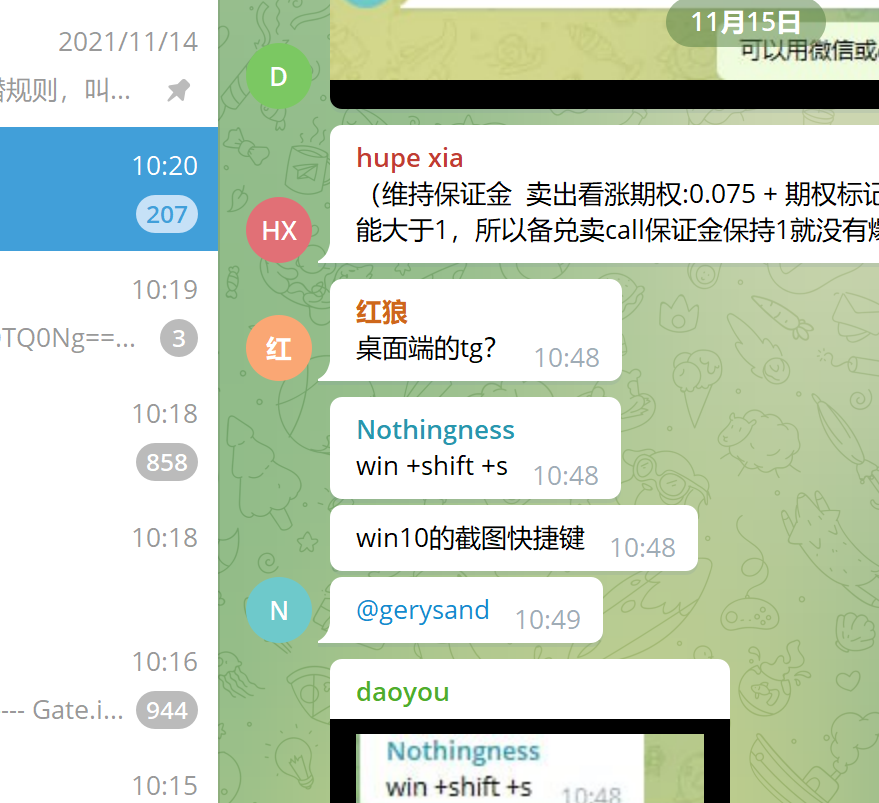 2021/11/14
潜规则，叫...
10:20
207
10:19
OTQ0Ng==...
3
10:18
858
10:18
10:16
--- Gate.i...
944
10:15
11月15日
可以用微信或
D
hupe xia
（维持保证金 卖出看涨期权:0.075 + 期权标记
能大于1，所以备兑卖call保证金保持1就没有爆
HX
红狼
桌面端的tg？
10:48
红
Nothingness
win +shift +s
10:48
win10的截图快捷键
10:48
@gerysand
10:49
N
daoyou
Nothingness
win +shift +s
10:48